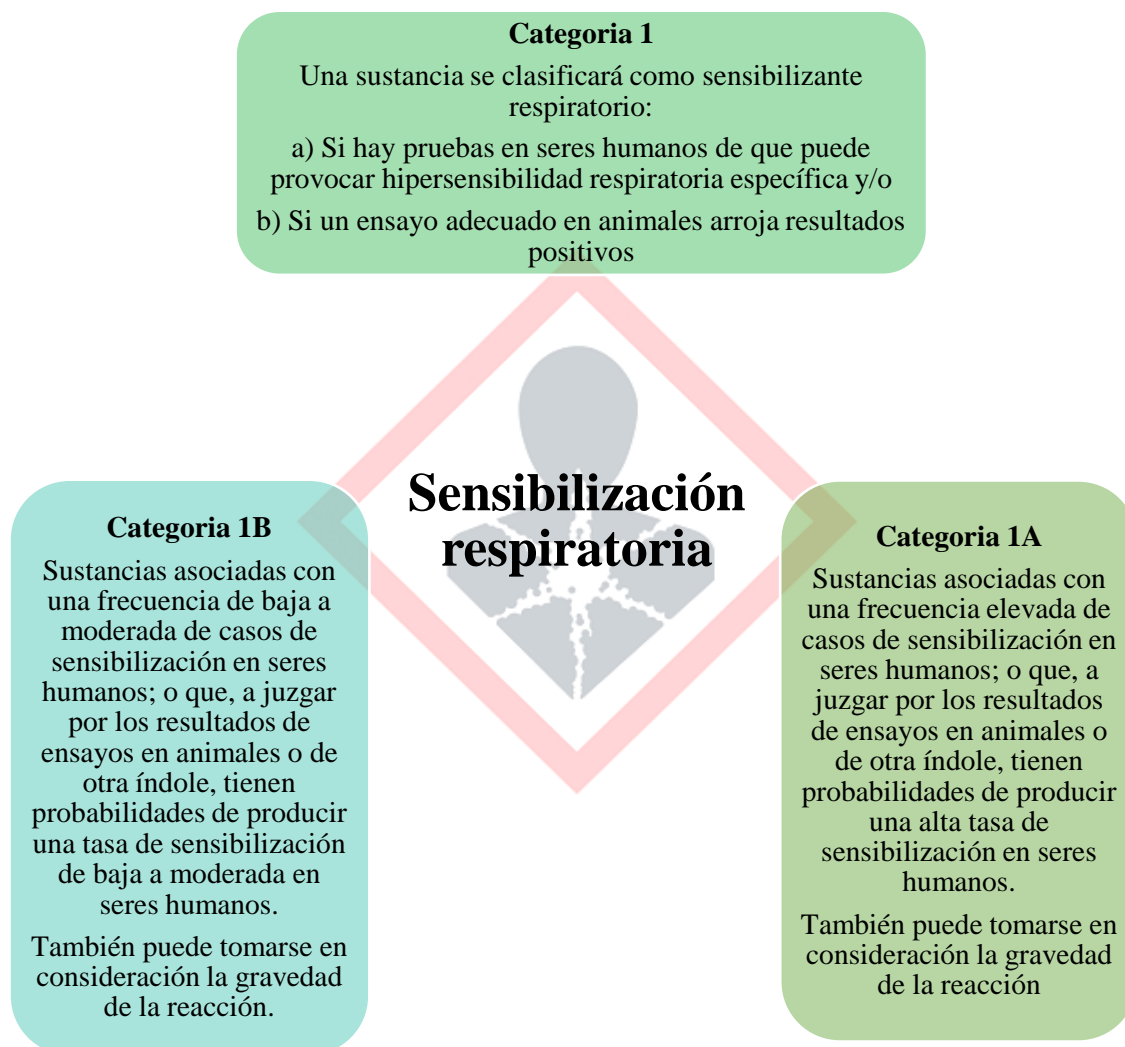 Categoria 1
Una sustancia se clasificará como sensibilizante
respiratorio:
a) Si hay pruebas en seres humanos de que puede
provocar hipersensibilidad respiratoria específica y/o
b) Si un ensayo adecuado en animales arroja resultados
positivos
Sensibilización
respiratoria
Categoria 1B
Sustancias asociadas con
una frecuencia de baja a
moderada de casos de
sensibilización en seres
humanos; o que, a juzgar
por los resultados de
ensayos en animales o de
otra índole, tienen
probabilidades de producir
una tasa de sensibilización
de baja a moderada en
seres humanos.
También puede tomarse en
consideración la gravedad
de la reacción.
Categoria 1A
Sustancias asociadas con
una frecuencia elevada de
casos de sensibilización en
seres humanos; o que, a
juzgar por los resultados
de ensayos en animales o
de otra índole, tienen
probabilidades de producir
una alta tasa de
sensibilización en seres
humanos.
También puede tomarse en
consideración la gravedad
de la reacción